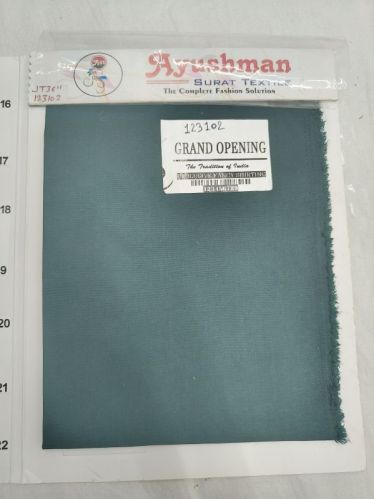 Ayushman
SURAT TEXTILE
The Complete Fashion Solution
JT36"
123102
123102
GRAND OPENING
The Tradition of India
16
17
18
19
20
21
22